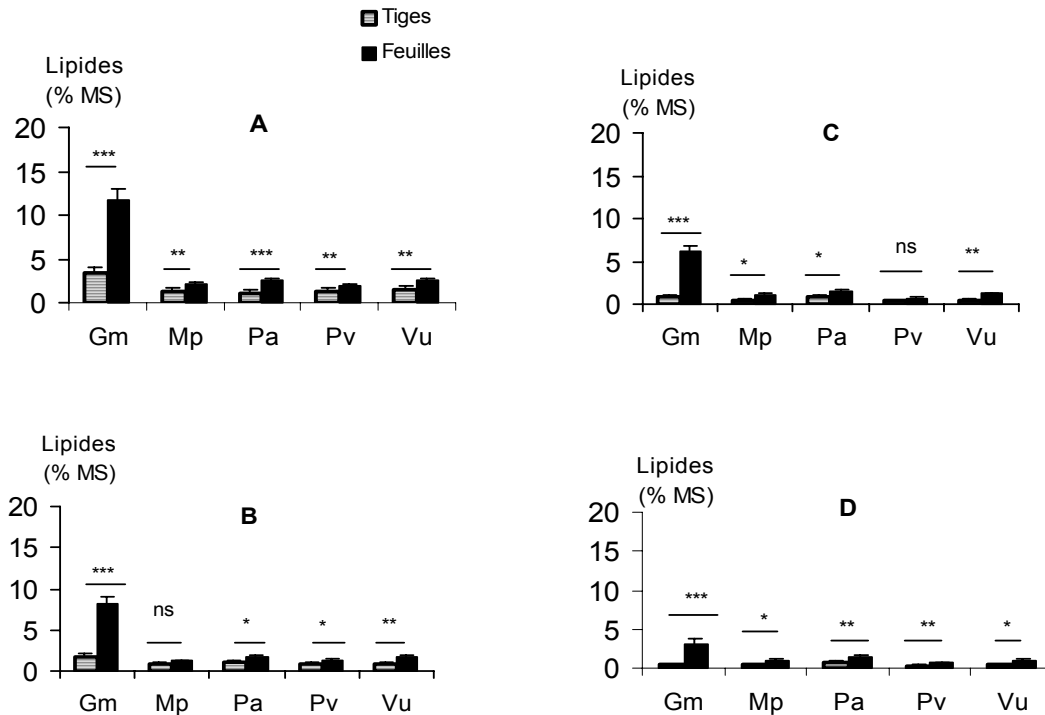 Tiges
Feuilles
Lipides
(% MS)
A
20
15
10
5
0
***
**
***
**
**
Gm Mp Pa Pv Vu
Lipides
(% MS)
C
20
15
10
5
0
***
*
*
ns
**
Gm Mp Pa Pv Vu
Lipides
(% MS)
B
20
15
10
5
0
***
ns
*
*
**
Gm Mp Pa Pv Vu
Lipides
(% MS)
D
20
15
10
5
0
***
*
**
**
*
Gm Mp Pa Pv Vu